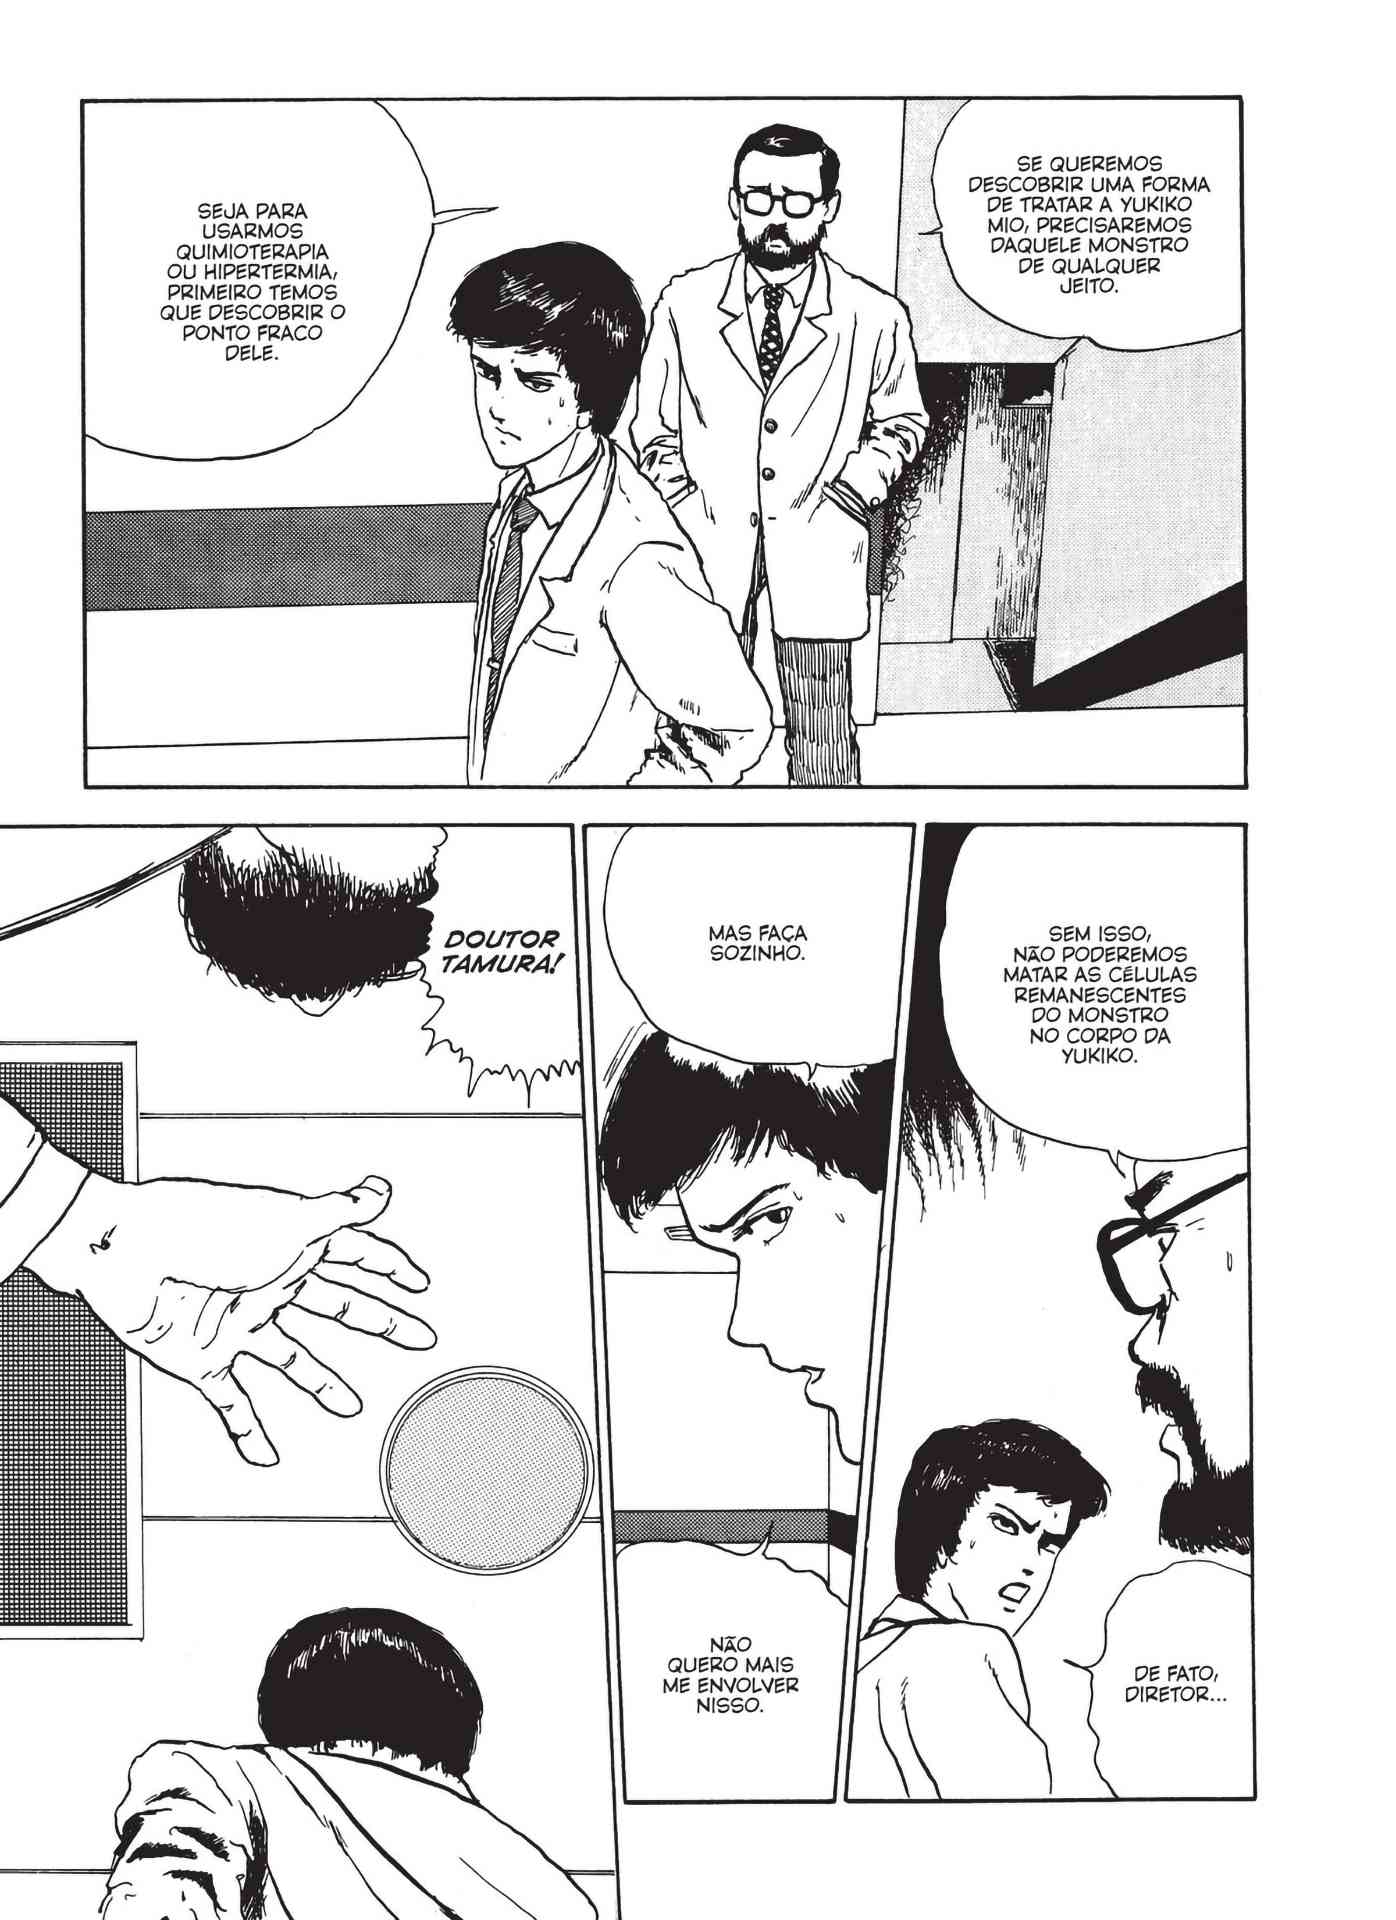 SE QUEREMOS
DESCOBRIR UMA FORMA
DE TRATAR A YUKIKO
MIO, PRECISAREMOS
DAQUELE MONSTRO
DE QUALQUER
JEITO.
SEJA PARA
USARMOS
QUIMIOTERAPIA
OU HIPERTERMIA,
PRIMEIRO TEMOS
QUE DESCOBRIR O
PONTO FRACO
DELE.
SEM ISSO,
NÃO PODEREMOS
MATAR AS CÉLULAS
REMANESCENTES
DO MONSTRO
NO CORPO DA
YUKIKO.
DE FATO,
DIRETOR...
MAS FAÇA
SOZINHO.
NÃO
QUERO MAIS
ME ENVOLVER
NISSO.
DOUTOR
TAMURA!